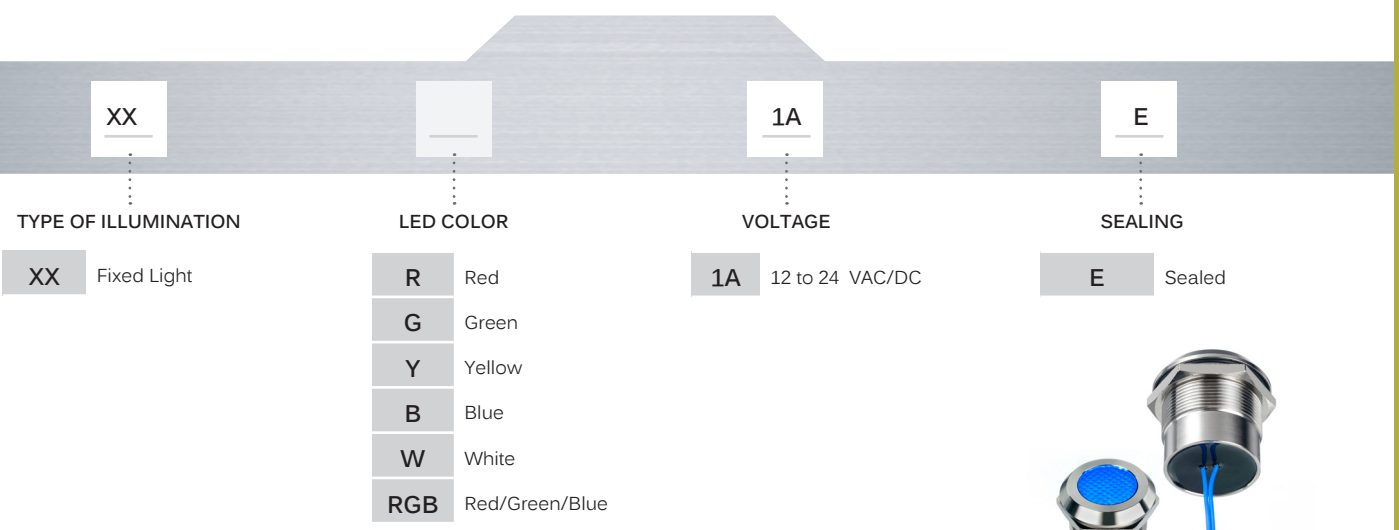 XX
1A
E
TYPE OF ILLUMINATION
LED COLOR
VOLTAGE
SEALING
XX Fixed Light
R Red
G Green
Y Yellow
B Blue
W White
RGB Red/Green/Blue
1A 12 to 24 VAC/DC
E Sealed